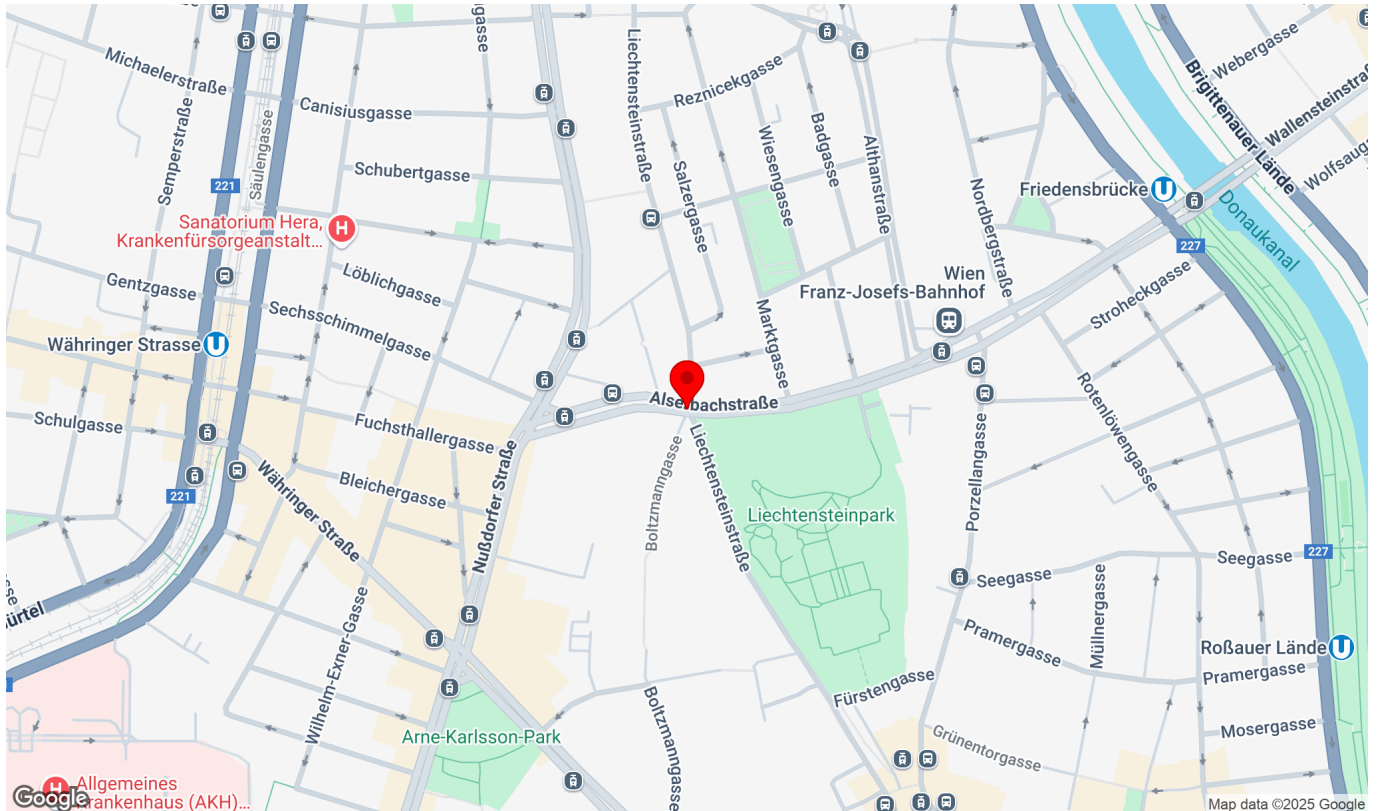 Michaelerstraße
Canisiusgasse
Semperstraße
Säulengasse
221
Schubertgasse
Sanatorium Hera,
Krankenfürsorgeanstalt...
H
Löblichgasse
Gentzgasse
Sechsschimmelgasse
Währinger Strasse
U
Schulgasse
Fuchsthallergasse
Bleichergasse
221
Währinger Straße
Nußdorfer Straße
Wilhelm-Exner-Gasse
Arne-Karlsson-Park
Allgemeines
Krankenhaus (AKH)...
Google
Liechtensteinstraße
Reznicekgasse
Salzergasse
Wiesengasse
Badgasse
Althanstraße
Nordbergstraße
Marktgasse
Wien
Franz-Josefs-Bahnhof
Friedensbrücke
U
227
Brigittenauer Lände
Webergasse
Wallensteinstra
Wolfsaug
Donaukanal
Stroheckgasse
Rotenlöwengasse
Alserbachstraße
Boltzmanngasse
Liechtensteinstraße
Liechtensteinpark
Porzellangasse
Seegasse
Seegasse
227
Müllnergasse
Pramergasse
Roßauer Lände
U
Pramergasse
Fürstengasse
Mosergasse
Grünentorgasse
Boltzmanngasse
Map data ©2025 Google